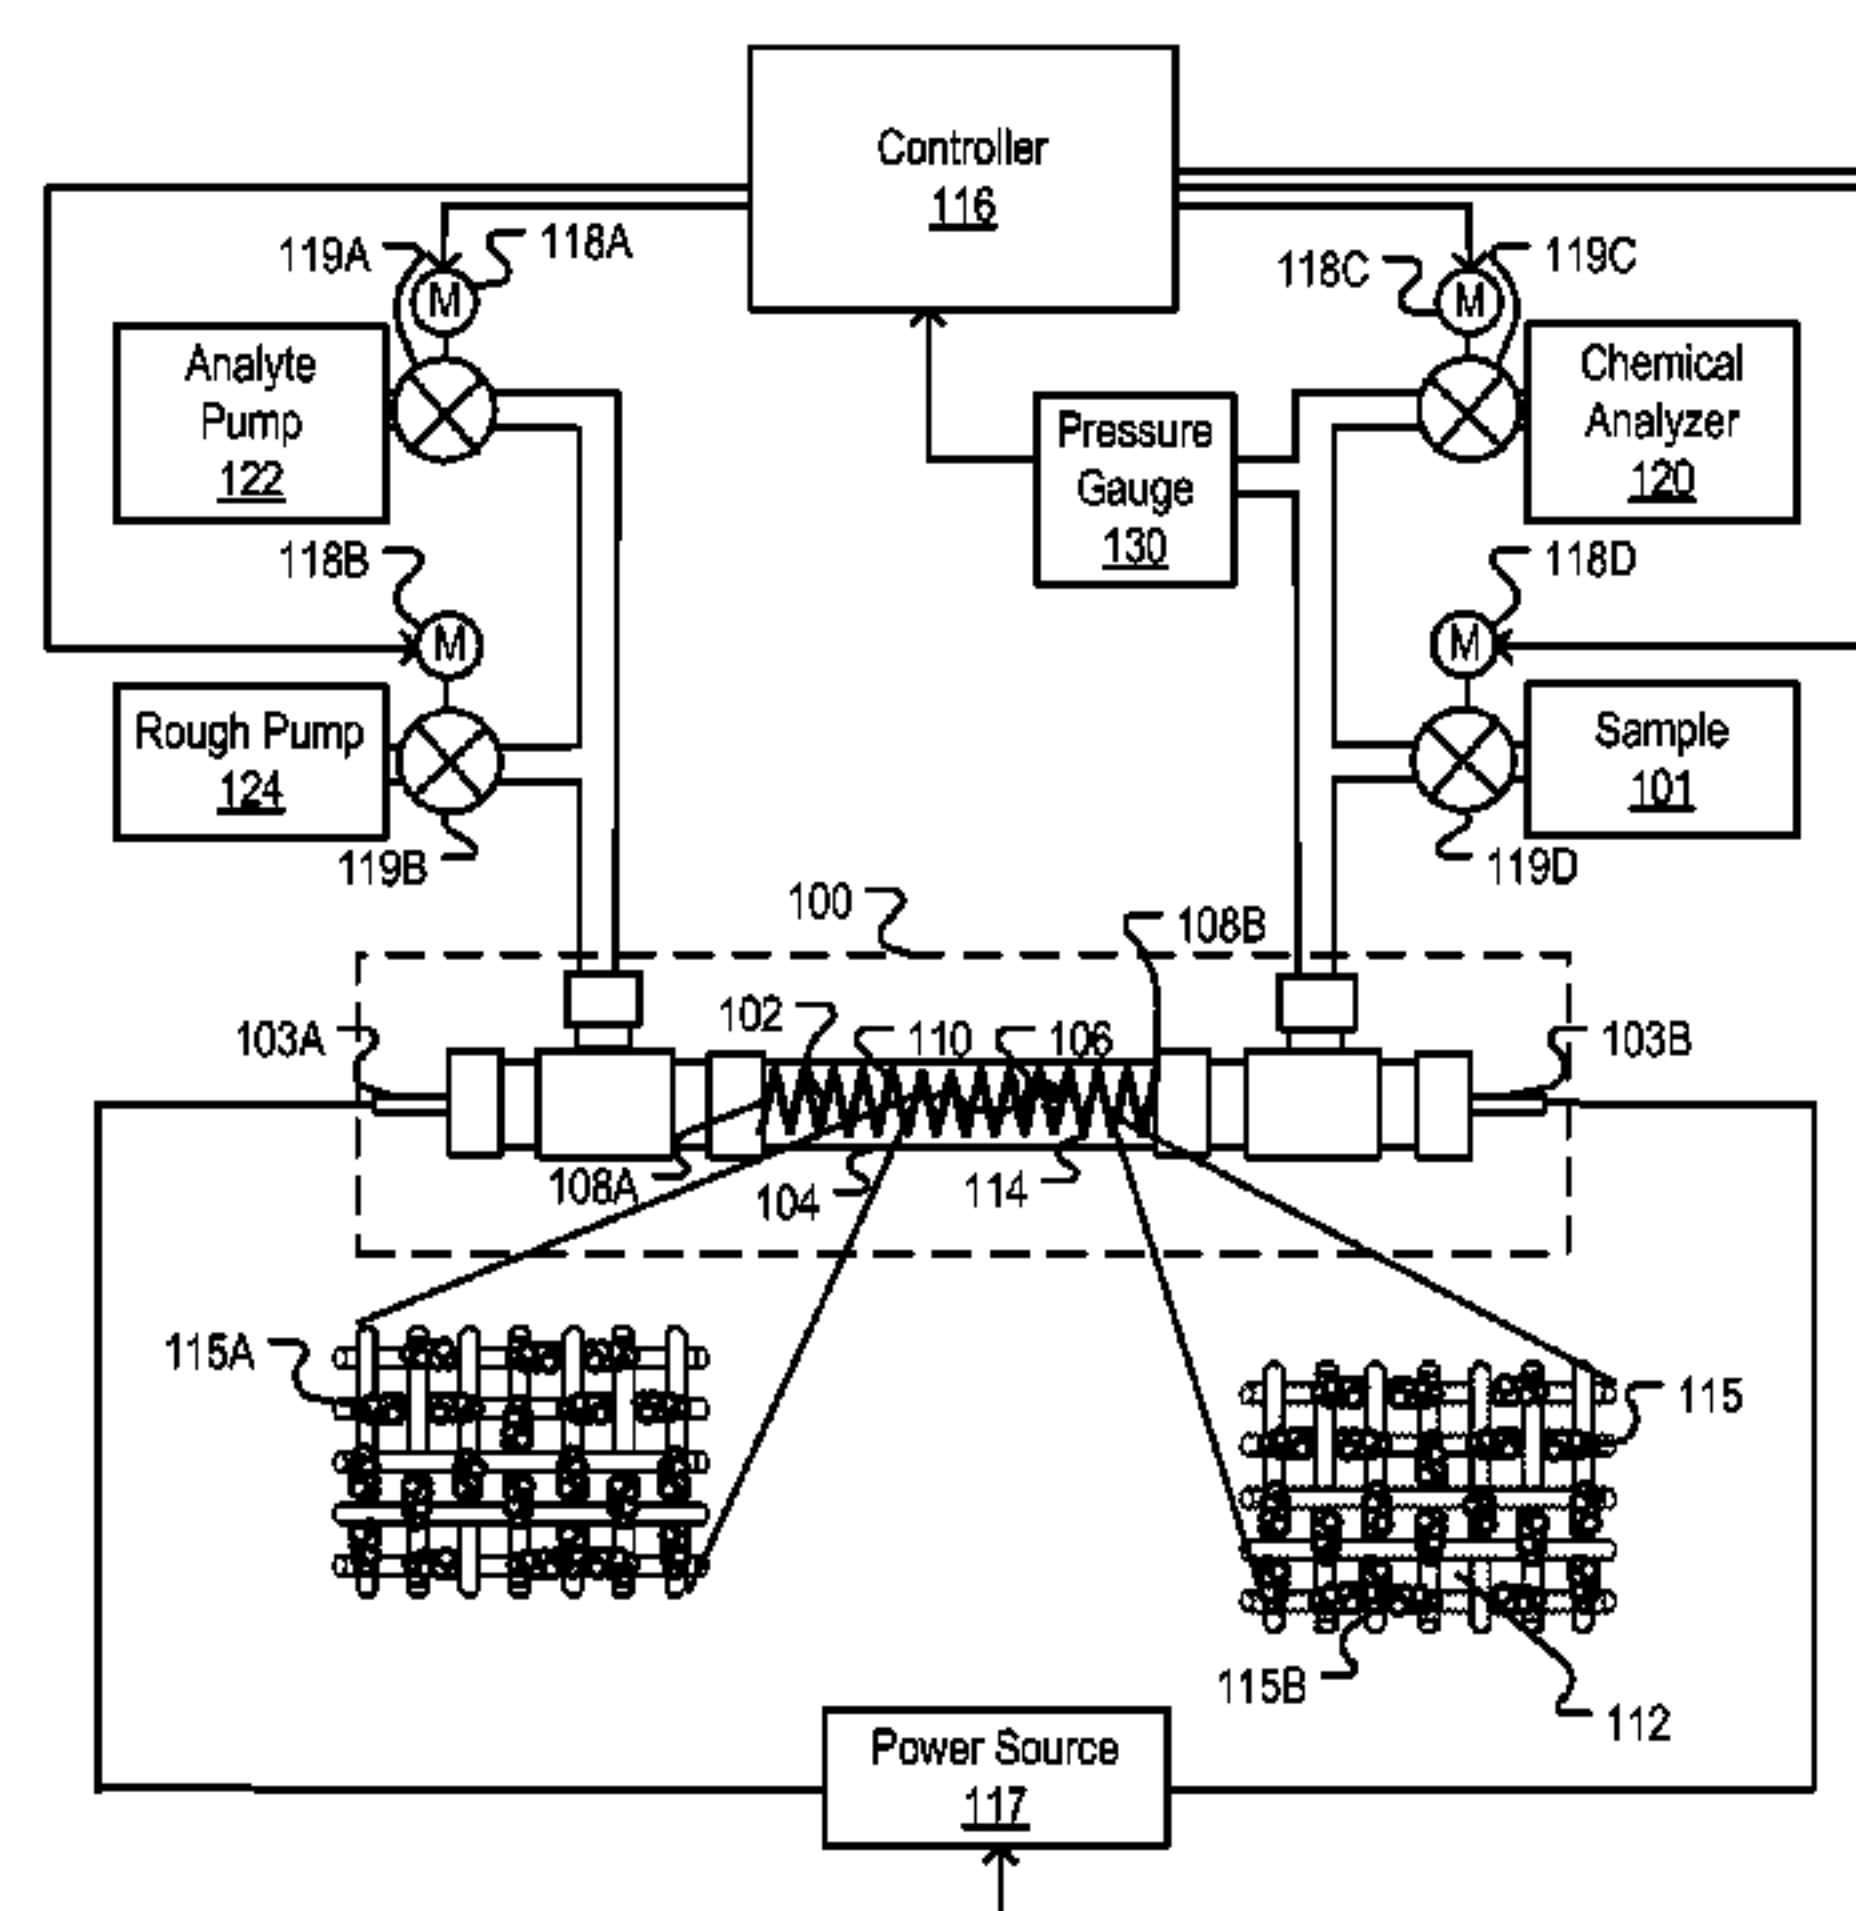 Controller
116
119A
118A
118C
119C
M
M
Analyte
Pump
122
Pressure
Gauge
130
Chemical
Analyzer
120
118B
118D
M
M
Rough Pump
124
Sample
101
119B
119D
100
108B
102
110
106
103A
103B
108A
104
114
115A
115
115B
112
Power Source
117